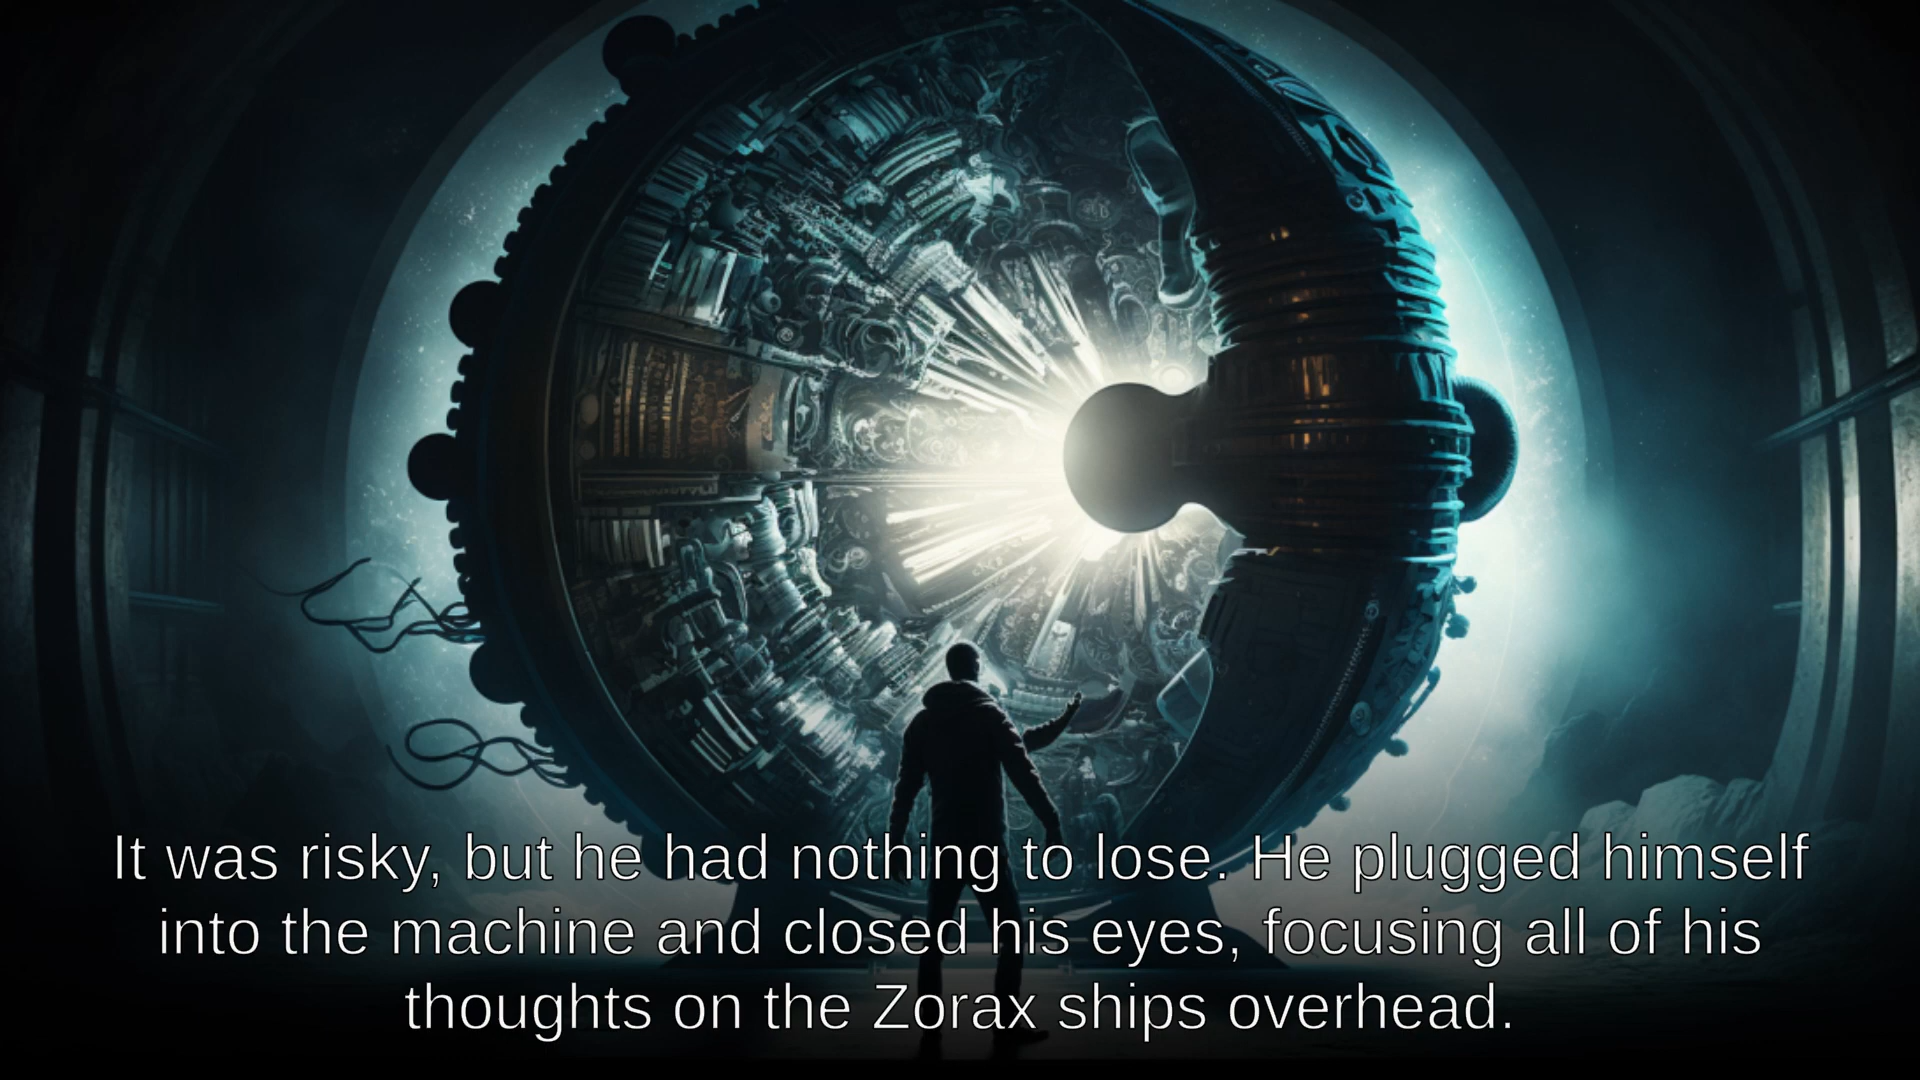 It was risky, but he had nothing to lose. He plugged himself
into the machine and closed his eyes, focusing all of his
thoughts on the Zorax ships overhead.